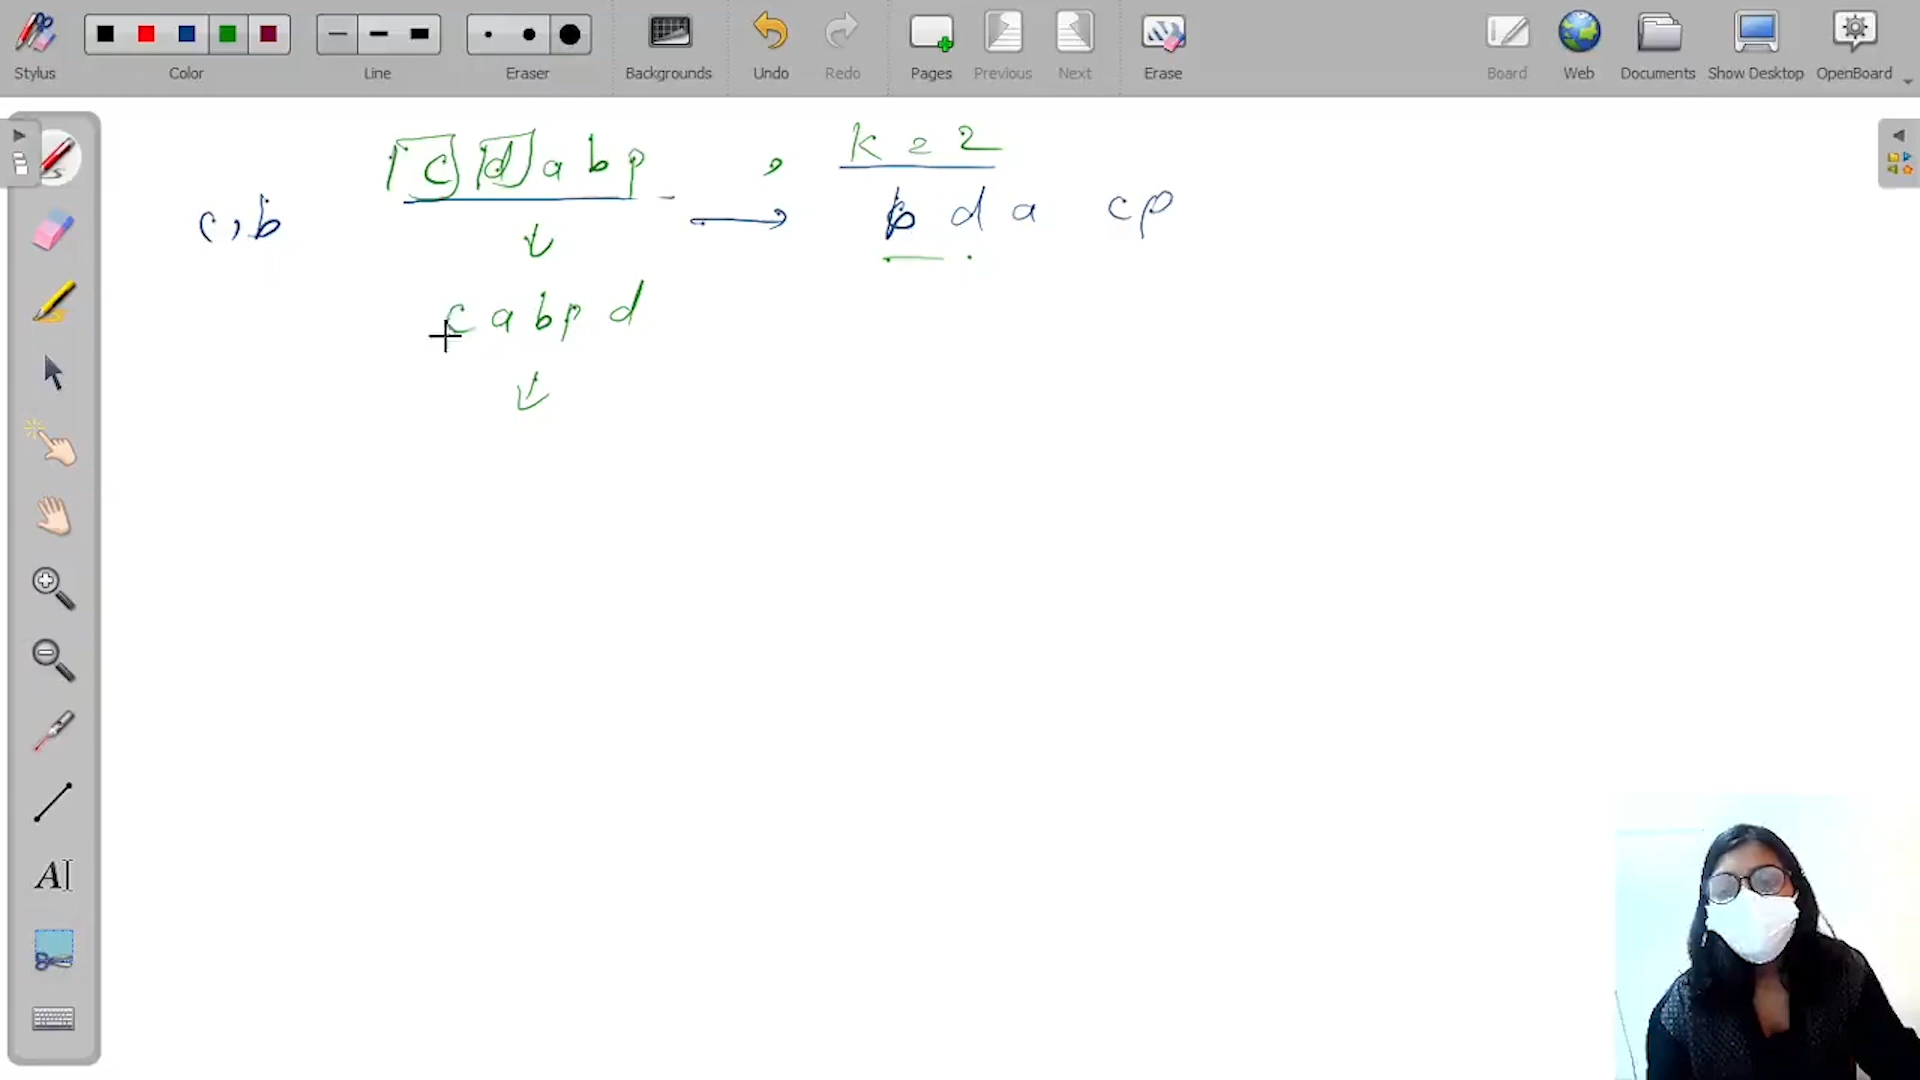 Stylus Color Line Eraser Backgrounds Undo Redo Pages Previous Next Erase Board Web Documents Show Desktop OpenBoard
c d a b p , k = 2
c, b → b d a c p
c a b p d
A